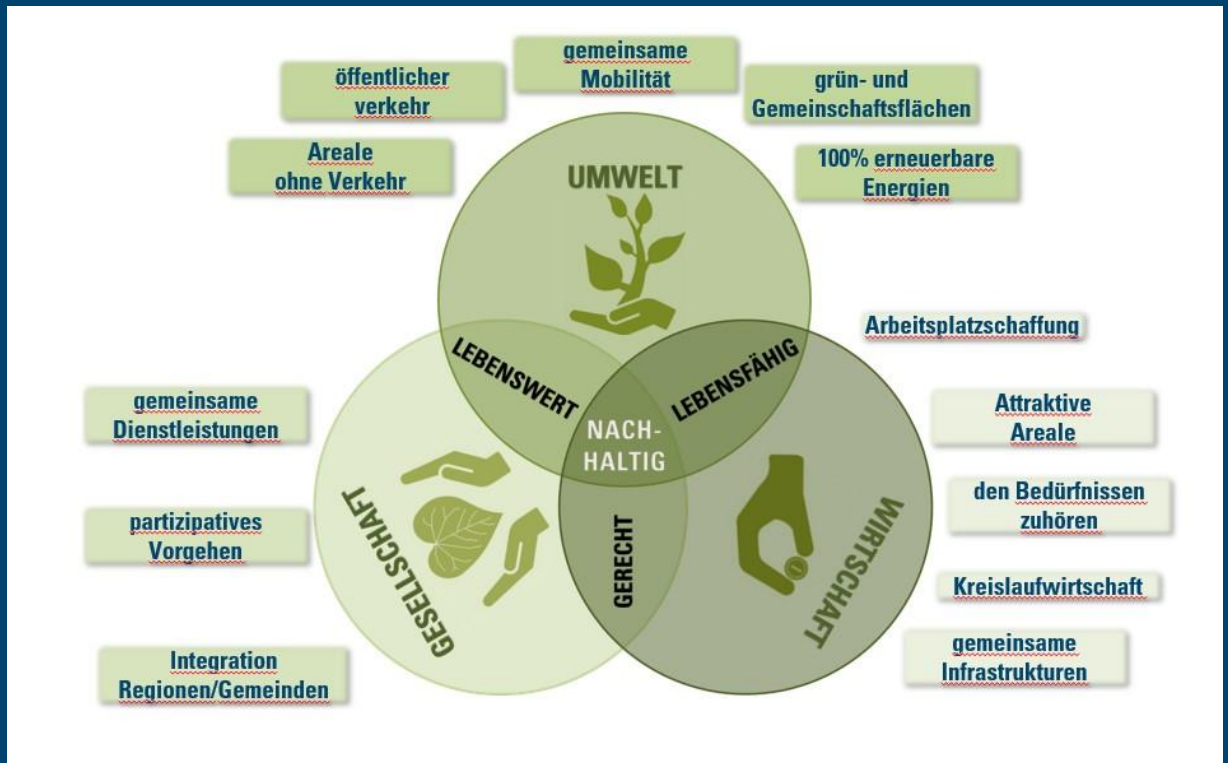 gemeinsame
Mobilität
öffentlicher
verkehr
grün- und
Gemeinschaftsflächen
Areale
ohne Verkehr
100% erneuerbare
Energien
UMWELT
Arbeitsplatzschaffung
LEBENSWERT
LEBENSFÄHIG
NACH-
HALTIG
gemeinsame
Dienstleistungen
Attraktive
Areale
partizipatives
Vorgehen
den Bedürfnissen
zuhören
GESELLSCHAFT
GERECHT
WIRTSCHAFT
Kreislaufwirtschaft
Integration
Regionen/Gemeinden
gemeinsame
Infrastrukturen